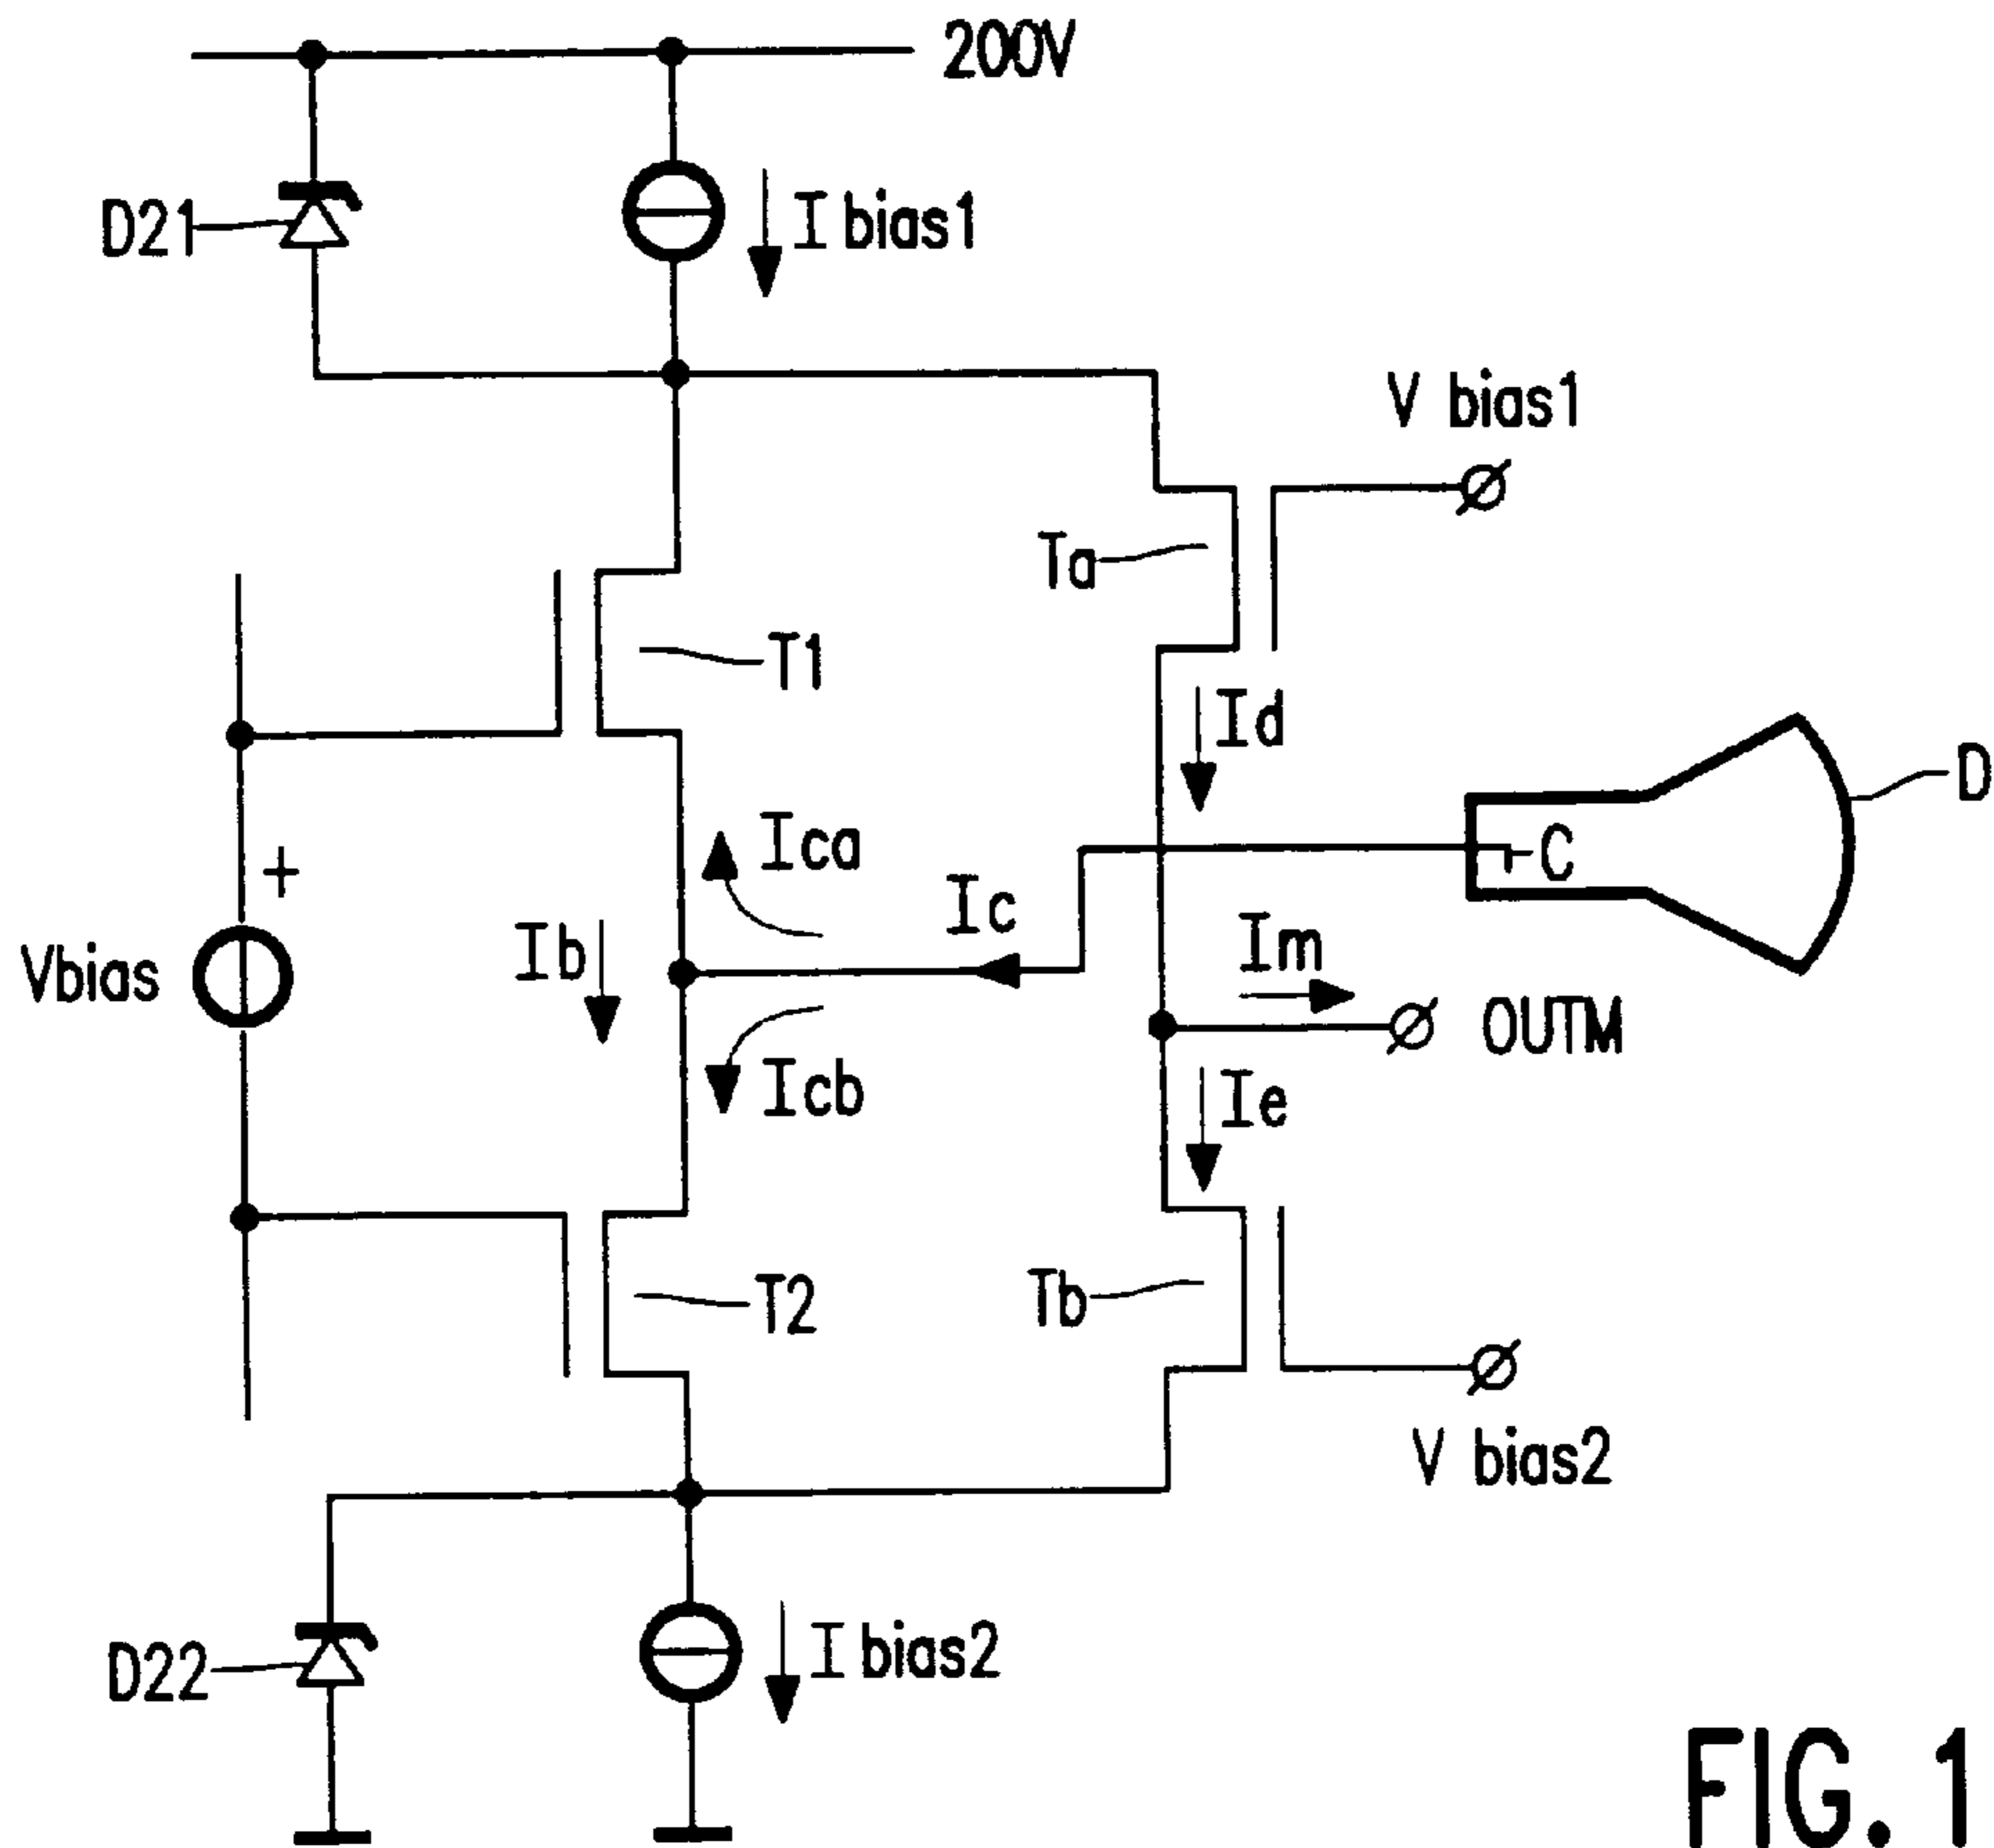 200V
D21
I bias1
V bias1
Ta
T1
Id
D
Ica
+
C
Ic
Ib
Im
Vbias
OUTM
Icb
Ie
T2
Tb
V bias2
I bias2
D22
FIG. 1